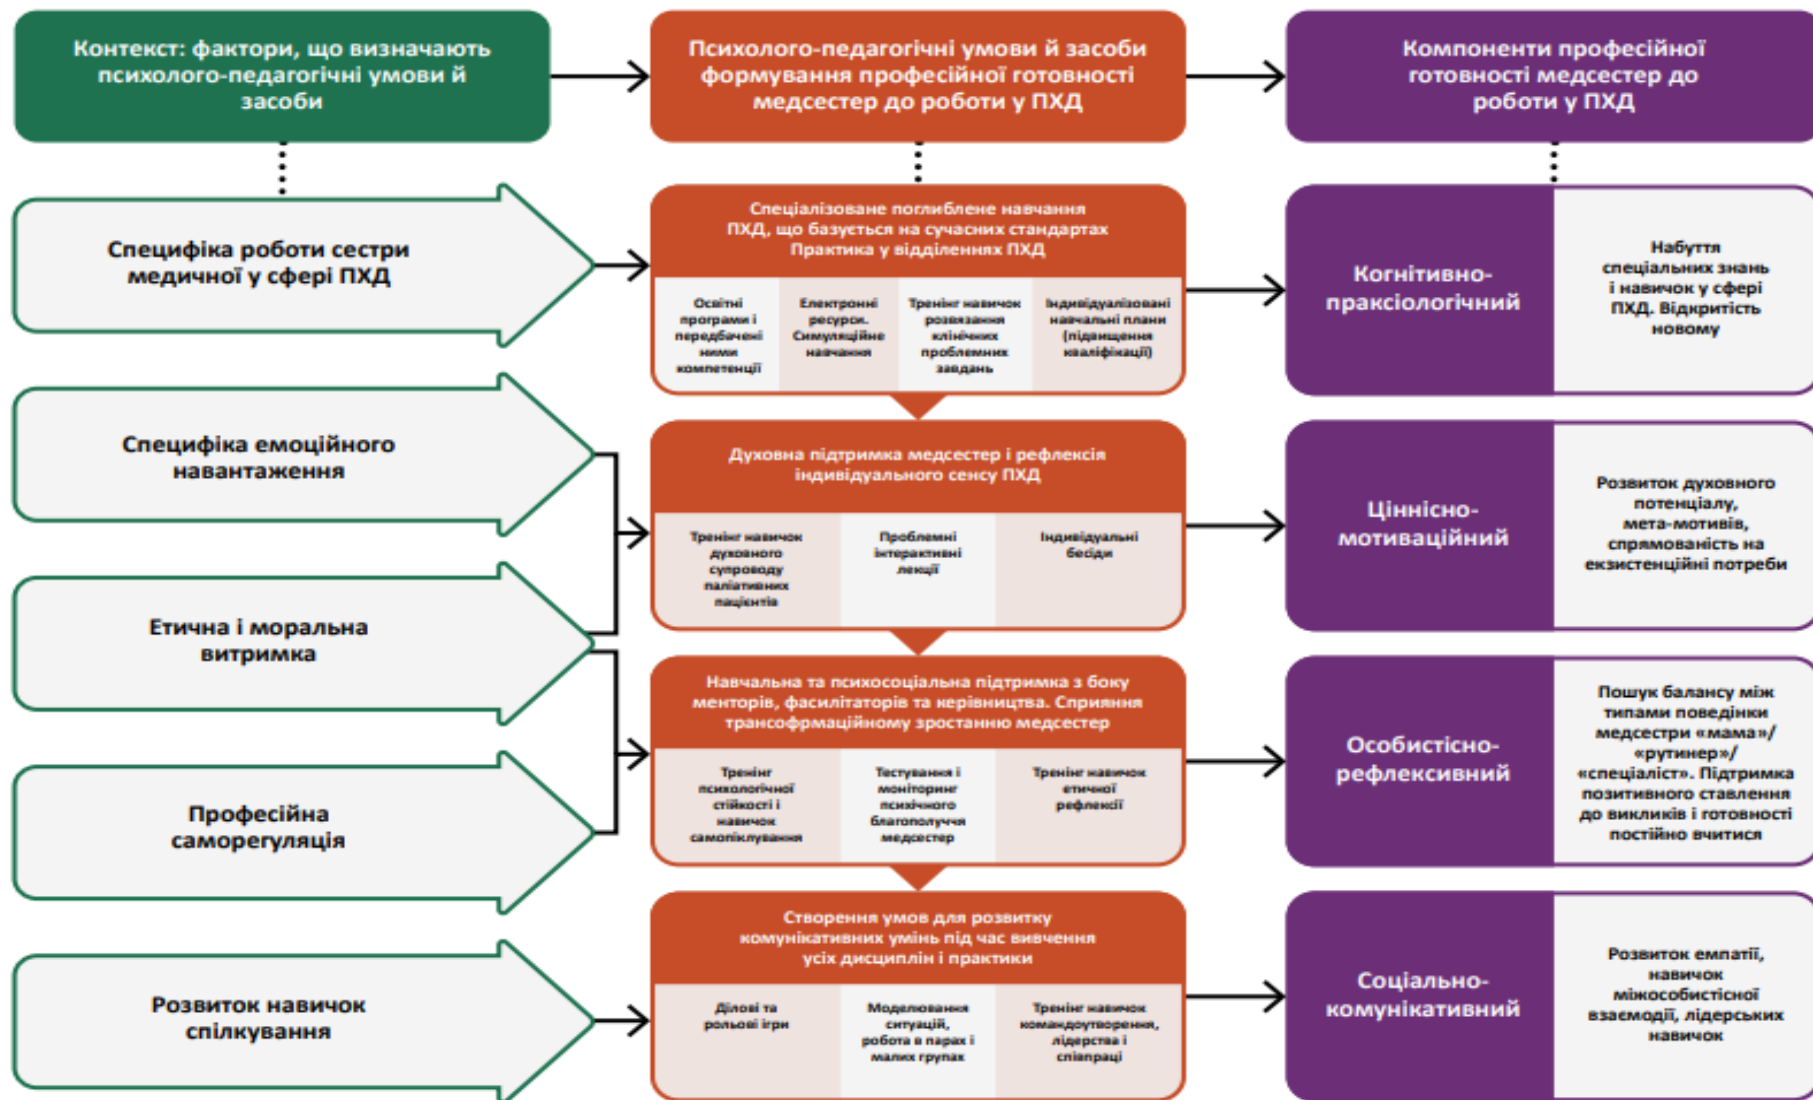 Контекст: фактори, що визначають
психолого-педагогічні умови й
засоби
Психолого-педагогічні умови й засоби
формування професійної готовності
медсестер до роботи у ПХД
Компоненти професійної
готовності медсестер до
роботи у ПХД
Специфіка роботи сестри
медичної у сфері ПХД
Спеціалізоване поглиблене навчання
ПХД, що базується на сучасних стандартах
Практика у відділеннях ПХД
Освітні
програми і
передбачені
ними
компетенції
Електронні
ресурси.
Симуляційне
навчання
Тренінг навичок
розвязання
клінічних
проблемних
завдань
Індивідуалізовані
навчальні плани
(підвищення
кваліфікації)
Когнітивно-
праксіологічний
Набуття
спеціальних знань
і навичок у сфері
ПХД. Відкритість
новому
Специфіка емоційного
навантаження
Духовна підтримка медсестер і рефлексія
індивідуального сенсу ПХД
Тренінг навичок
духовного
супроводу
паліативних
пацієнтів
Проблемні
інтерактивні
лекції
Індивідуальні
бесіди
Ціннісно-
мотиваційний
Розвиток духовного
потенціалу,
мета-мотивів,
спрямованість на
екзистенційні потреби
Етична і моральна
витримка
Навчальна та психосоціальна підтримка з боку
менторів, фасилітаторів та керівництва. Сприяння
трансофрмаційному зростанню медсестер
Тренінг
психологічної
стійкості і
навичок
самопіклування
Тестування і
моніторинг
психічного
благополуччя
медсестер
Тренінг навичок
етичної
рефлексії
Особистісно-
рефлексивний
Пошук балансу між
типами поведінки
медсестри «мама»/
«рутинер»/
«спеціаліст». Підтримка
позитивного ставлення
до викликів і готовності
постійно вчитися
Професійна
саморегуляція
Створення умов для розвитку
комунікативних умінь під час вивчення
усіх дисциплін і практики
Ділові та
рольові ігри
Моделювання
ситуацій,
робота в парах і
малих групах
Тренінг навичок
командоутворення,
лідерства і
співпраці
Соціально-
комунікативний
Розвиток емпатії,
навичок
міжособистісної
взаємодії, лідерських
навичок
Розвиток навичок
спілкування